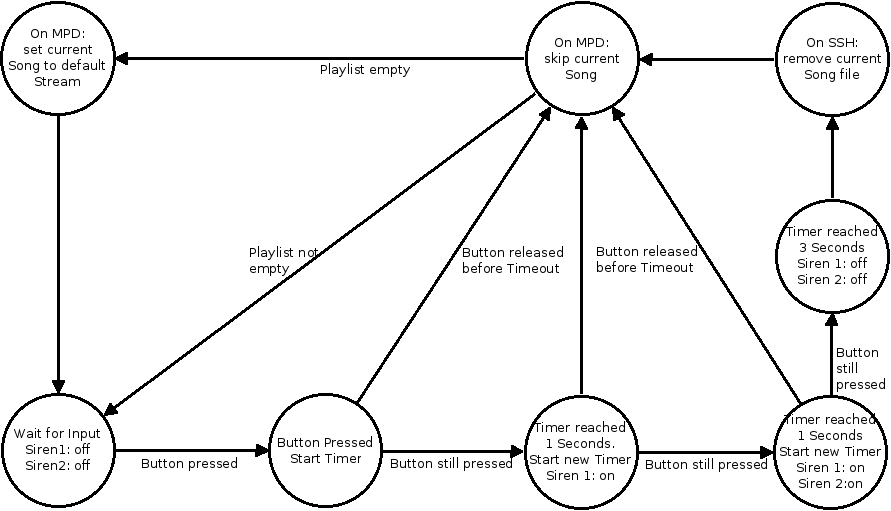 On MPD:
set current
Song to default
Stream
On MPD:
skip current
Song
On SSH:
remove current
Song file
Playlist empty
Playlist not
empty
Button released
before Timeout
Button released
before Timeout
Timer reached
3 Seconds
Siren 1: off
Siren 2: off
Button
still
pressed
Wait for Input
Siren1: off
Siren2: off
Button pressed
Button Pressed
Start Timer
Button still pressed
Timer reached
1 Seconds.
Start new Timer
Siren 1: on
Button still pressed
Timer reached
1 Seconds
Start new Timer
Siren 1: on
Siren 2:on